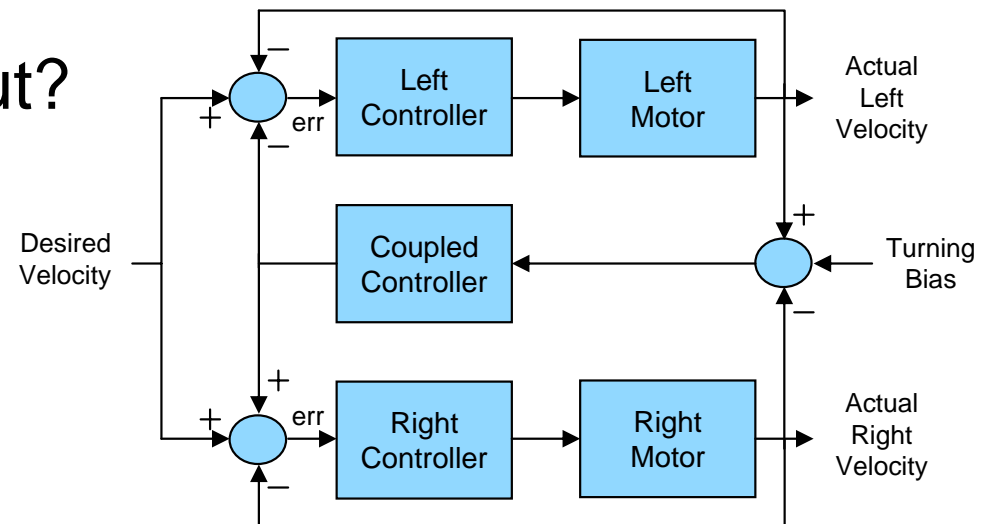 ut?
−
Left
Controller
Left
Motor
Actual
Left
Velocity
+
err
−
+
Desired
Velocity
Coupled
Controller
Turning
Bias
−
+
+
err
Right
Controller
Right
Motor
Actual
Right
Velocity
−